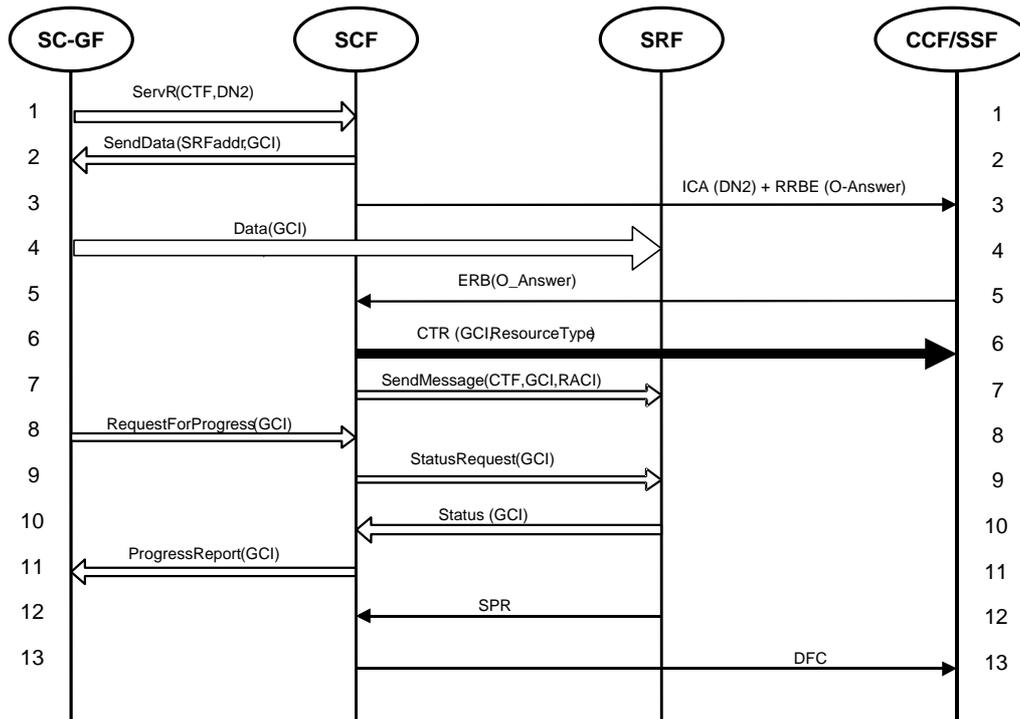 SC-GF SCF SRF CCF/SSF
1 ServR(CTF,DN2) 1
2 SendData(SRFaddr,GCI) 2
3 ICA (DN2) + RRBE (O-Answer) 3
4 Data(GCI) 4
5 ERB(O_Answer) 5
6 CTR (GCI,ResourceType) 6
7 SendMessage(CTF,GCI,RACI) 7
8 RequestForProgress(GCI) 8
9 StatusRequest(GCI) 9
10 Status (GCI) 10
11 ProgressReport(GCI) 11
12 SPR 12
13 DFC 13